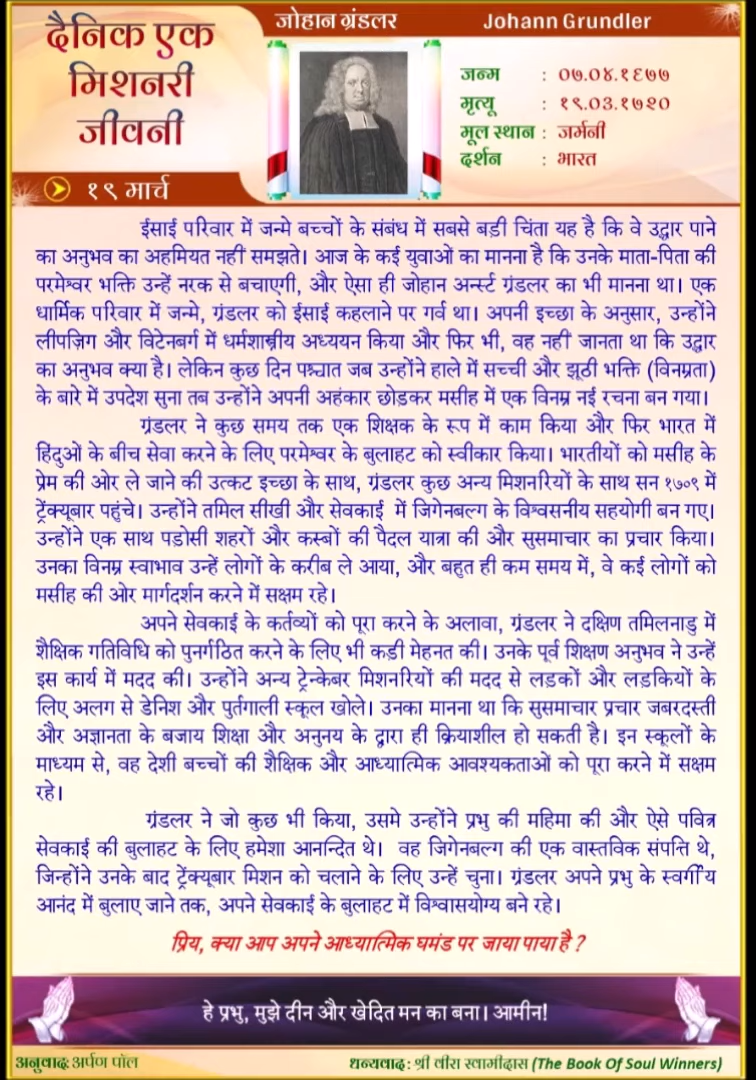 दैनिक एक
मिशनरी
जीवनी
१९ मार्च
जोहान ग्रंडलर
Johann Grundler
जन्म : ०७.०४.१६७७
मृत्यू : १९.०३.१७२०
मूल स्थान : जर्मनी
दर्शन : भारत
ईसाई परिवार में जन्मे बच्चों के संबंध में सबसे बडी चिंता यह है कि वे उद्धार पाने
का अनुभव का अहमियत नहीं समझते। आज के कई युवाओं का मानना है कि उनके माता-पिता की
परमेश्वर भक्ति उन्हें नरक से बचाएगी, और ऐसा ही जोहान अर्न्स्ट ग्रंडलर का भी मानना था। एक
धार्मिक परिवार में जन्मे, ग्रंडलर को ईसाई कहलाने पर गर्व था। अपनी इच्छा के अनुसार, उन्होंने
लीपज़िग और विटेनबर्ग में धर्मशास्त्रीय अध्ययन किया और फिर भी, वह नहीं जानता था कि उद्धार
का अनुभव क्या है। लेकिन कुछ दिन पश्चात जब उन्होंने हाले में सच्ची और झूठी भक्ति (विनम्रता)
के बारे में उपदेश सुना तब उन्होंने अपनी अहंकार छोडकर मसीह में एक विनम्र नई रचना बन गया।
ग्रंडलर ने कुछ समय तक एक शिक्षक के रूप में काम किया और फिर भारत में
हिंदुओं के बीच सेवा करने के लिए परमेश्वर के बुलाहट को स्वीकार किया। भारतीयों को मसीह के
प्रेम की ओर ले जाने की उत्कट इच्छा के साथ, ग्रंडलर कुछ अन्य मिशनरियों के साथ सन १७०९ में
ट्रेंक्यूबार पहुंचे। उन्होंने तमिल सीखी और सेवकाई में जिगेनबल्ग के विश्वसनीय सहयोगी बन गए।
उन्होंने एक साथ पडोसी शहरों और कस्बों की पैदल यात्रा की और सुसमाचार का प्रचार किया।
उनका विनम्र स्वाभाव उन्हें लोगों के करीब ले आया, और बहुत ही कम समय में, वे कई लोगों को
मसीह की ओर मार्गदर्शन करने में सक्षम रहे।
अपने सेवकाई के कर्तव्यों को पूरा करने के अलावा, ग्रंडलर ने दक्षिण तमिलनाडु में
शैक्षिक गतिविधि को पुनर्गठित करने के लिए भी कडी मेहनत की। उनके पूर्व शिक्षण अनुभव ने उन्हें
इस कार्य में मदद की। उन्होंने अन्य ट्रेन्केबर मिशनरियों की मदद से लड़कों और लड़कियों के
लिए अलग से डेनिश और पुर्तगाली स्कूल खोले। उनका मानना था कि सुसमाचार प्रचार जबरदस्ती
और अज्ञानता के बजाय शिक्षा और अनुनय के द्वारा ही क्रियाशील हो सकती है। इन स्कूलों के
माध्यम से, वह देशी बच्चों की शैक्षिक और आध्यात्मिक आवश्यकताओं को पूरा करने में सक्षम
रहे।
ग्रंडलर ने जो कुछ भी किया, उसमे उन्होंने प्रभु की महिमा की और ऐसे पवित्र
सेवकाई की बुलाहट के लिए हमेशा आनन्दित थे। वह जिगेनबल्ग की एक वास्तविक संपत्ति थे,
जिन्होंने उनके बाद ट्रेंक्यूबार मिशन को चलाने के लिए उन्हें चुना। ग्रंडलर अपने प्रभु के स्वर्गीय
आनंद में बुलाए जाने तक, अपने सेवकाई के बुलाहट में विश्वासयोग्य बने रहे।
प्रिय, क्या आप अपने आध्यात्मिक घमंड पर जाया पाया है ?
हे प्रभु, मुझे दीन और खेदित मन का बना। आमीन!
अनुवाद: अर्पण पॉल
धन्यवाद: श्री वीरा स्वामीदास (The Book Of Soul Winners)